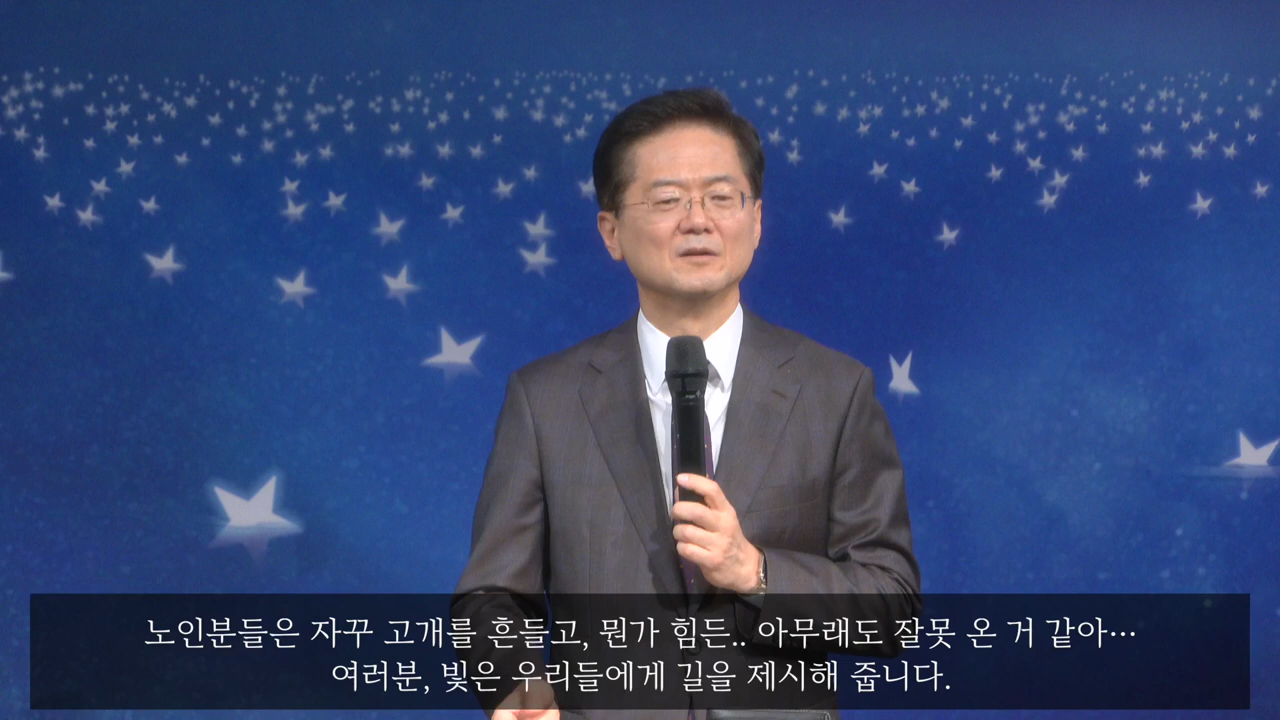 노인분들은 자꾸 고개를 흔들고, 뭔가 힘든.. 아무래도 잘못 온 거 같아…
여러분, 빛은 우리들에게 길을 제시해 줍니다.